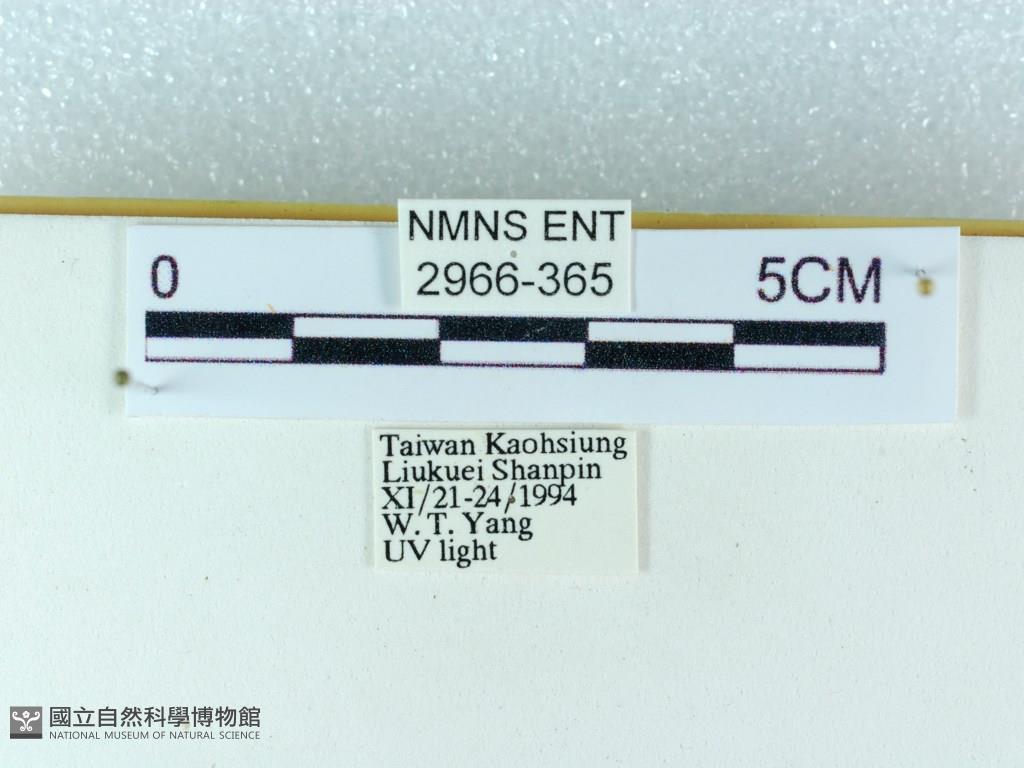 NMNS ENT
2966-365
0 5CM
Taiwan Kaohsiung
Liukuei Shanpin
XI/21-24/1994
W. T. Yang
UV light
國立自然科學博物館
NATIONAL MUSEUM OF NATURAL SCIENCE